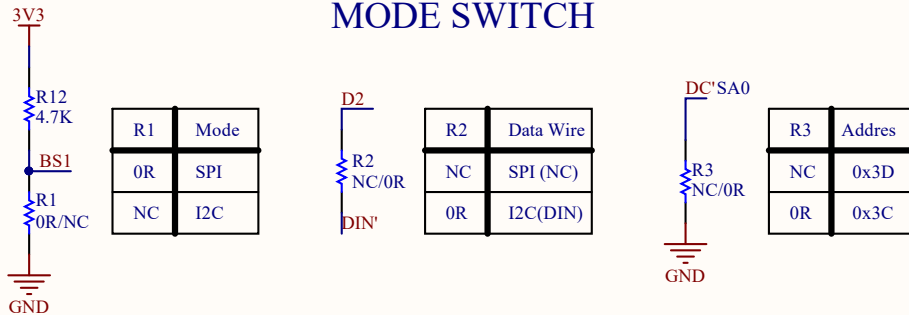 MODE SWITCH
3V3
R12
4.7K
BS1
R1
0R/NC
GND
R1 Mode
0R SPI
NC I2C
D2
R2
NC/0R
DIN'
R2 Data Wire
NC SPI (NC)
0R I2C(DIN)
DC'SA0
R3
NC/0R
GND
R3 Addres
NC 0x3D
0R 0x3C